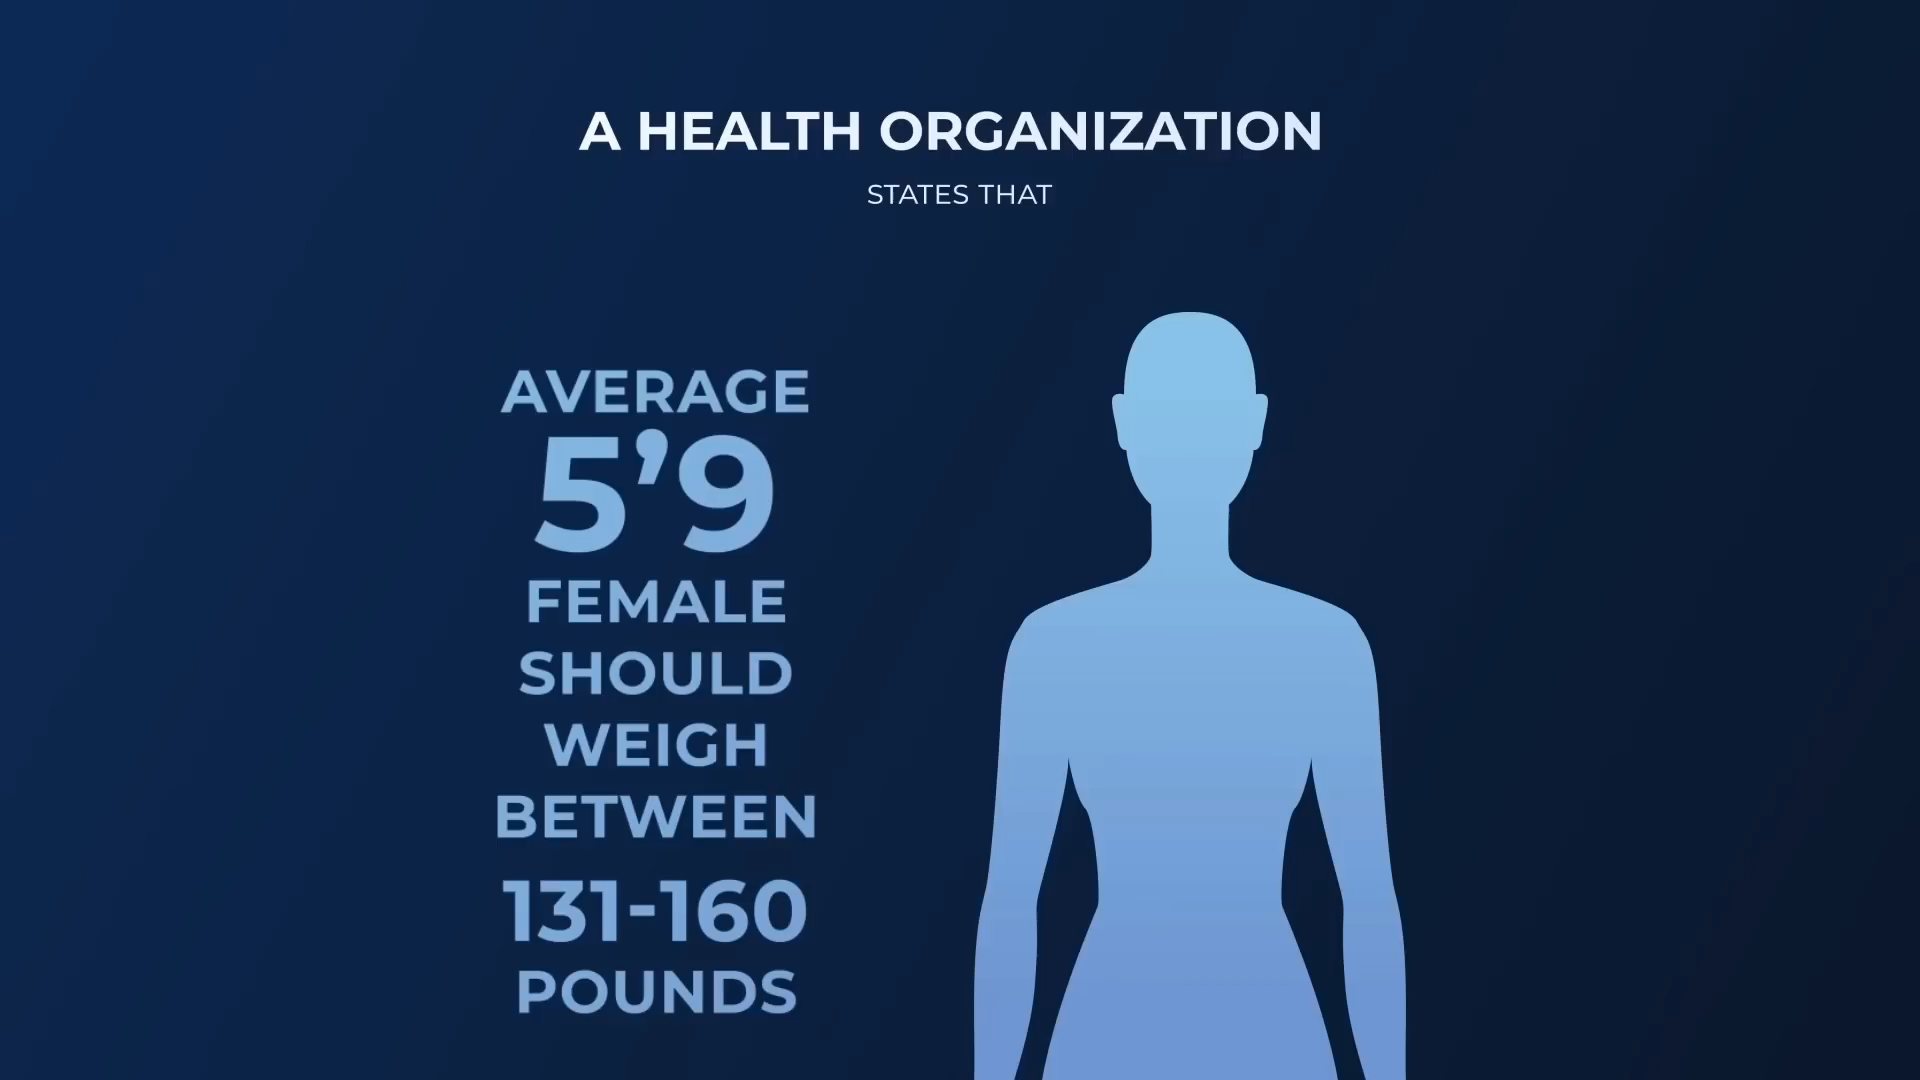 A HEALTH ORGANIZATION
STATES THAT
AVERAGE
5’9
FEMALE
SHOULD
WEIGH
BETWEEN
131-160
POUNDS